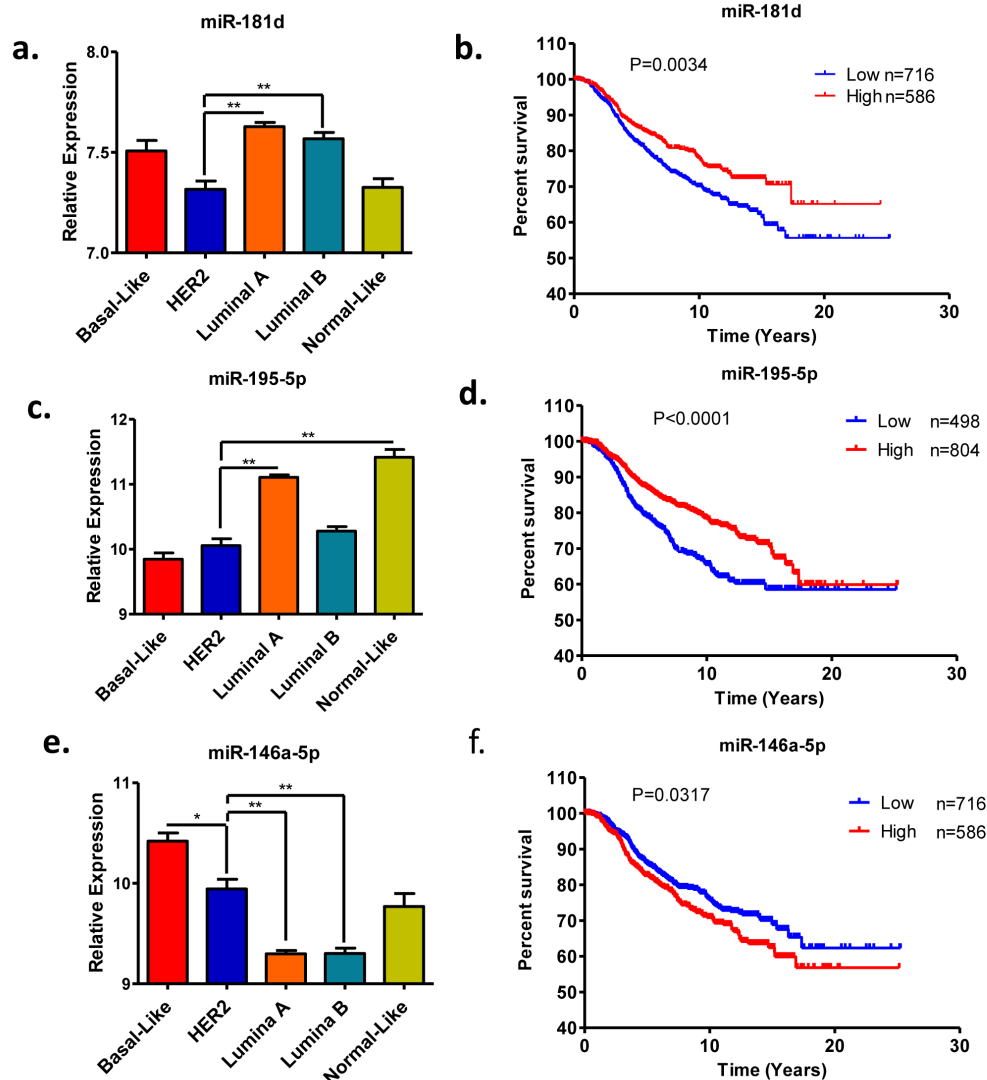 a.
miR-181d
Relative Expression
8.0
7.5
7.0
**
**
Basal-Like
HER2
Luminal A
Luminal B
Normal-Like
b.
miR-181d
Percent survival
110
100
90
80
70
60
50
40
P=0.0034
Low n=716
High n=586
0
10
20
30
Time (Years)
c.
miR-195-5p
Relative Expression
12
11
10
9
**
**
Basal-Like
HER2
Luminal A
Luminal B
Normal-Like
d.
miR-195-5p
Percent survival
110
100
90
80
70
60
50
40
P<0.0001
Low n=498
High n=804
0
10
20
30
Time (Years)
e.
miR-146a-5p
Relative Expression
11
10
9
*
**
**
Basal-Like
HER2
Lumina A
Lumina B
Normal-Like
f.
miR-146a-5p
Percent survival
110
100
90
80
70
60
50
40
P=0.0317
Low n=716
High n=586
0
10
20
30
Time (Years)